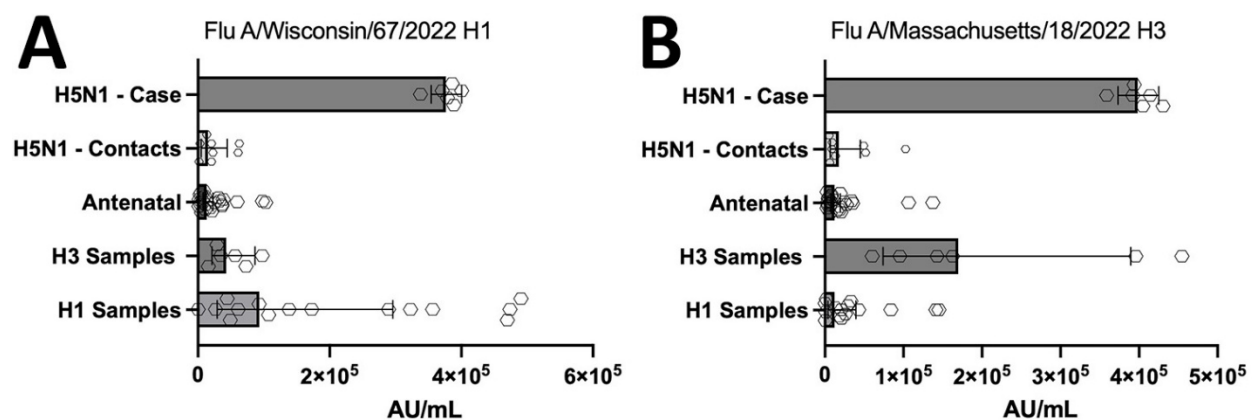 A
Flu A/Wisconsin/67/2022 H1
H5N1 - Case
H5N1 - Contacts
Antenatal
H3 Samples
H1 Samples
0
2×10⁵
4×10⁵
6×10⁵
AU/mL
B
Flu A/Massachusetts/18/2022 H3
H5N1 - Case
H5N1 - Contacts
Antenatal
H3 Samples
H1 Samples
0
1×10⁵
2×10⁵
3×10⁵
4×10⁵
5×10⁵
AU/mL